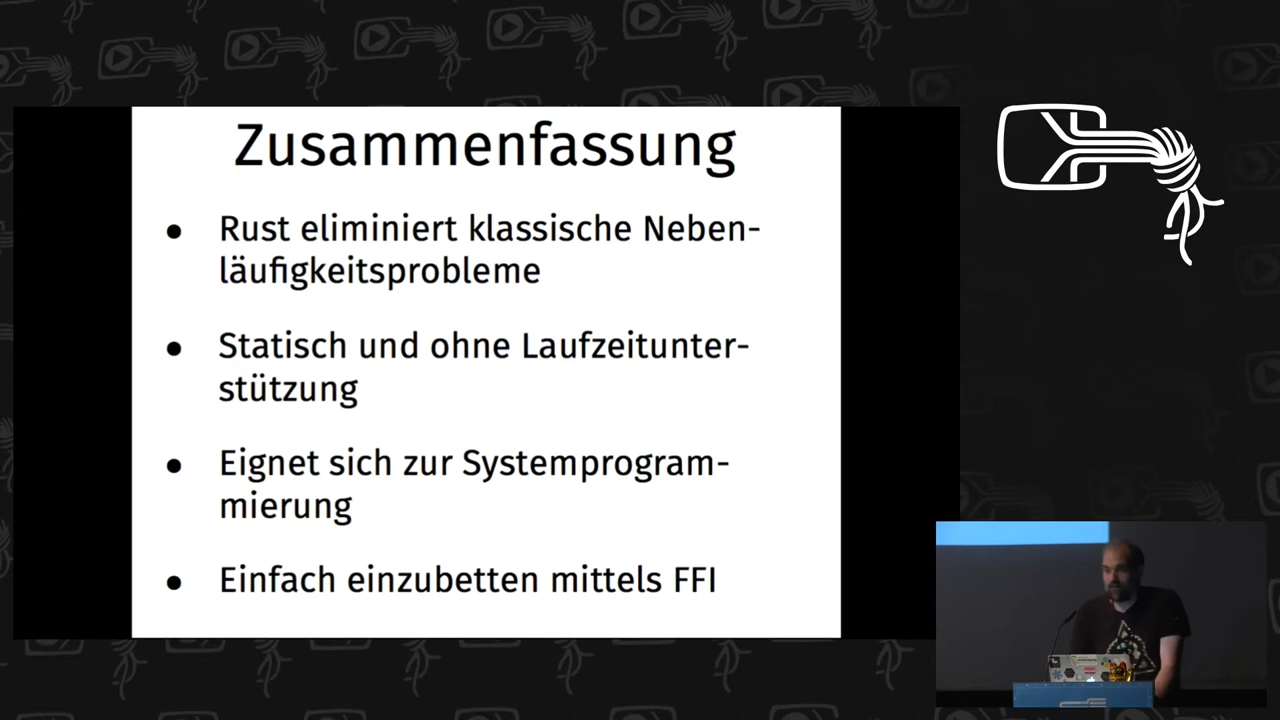 Zusammenfassung
● Rust eliminiert klassische Neben-
läufigkeitsprobleme
● Statisch und ohne Laufzeitunter-
stützung
● Eignet sich zur Systemprogram-
mierung
● Einfach einzubetten mittels FFI